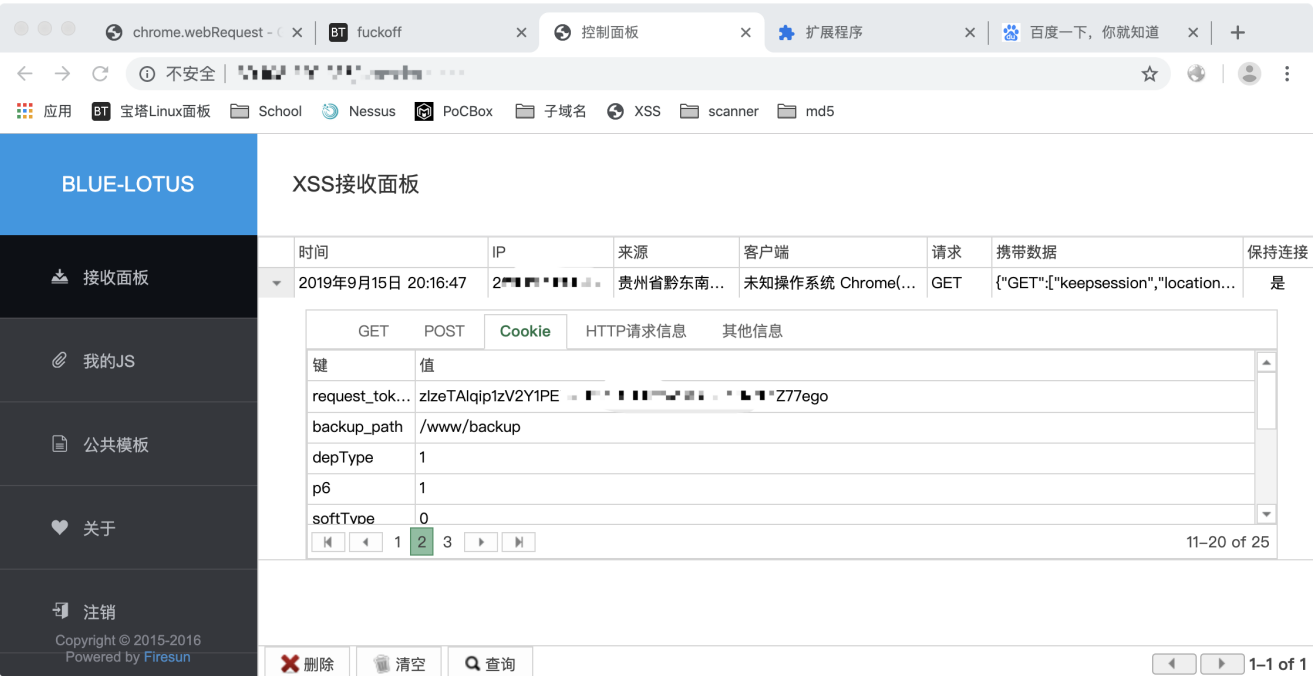 chrome.webRequest -
BT fuckoff
控制面板
扩展程序
百度一下，你就知道
不安全
应用
BT 宝塔Linux面板
School
Nessus
PoCBox
子域名
XSS
scanner
md5
BLUE-LOTUS
XSS接收面板
接收面板
我的JS
公共模板
关于
注销
Copyright © 2015-2016
Powered by Firesun
时间 IP 来源 客户端 请求 携带数据 保持连接
2019年9月15日 20:16:47 2 贵州省黔东南... 未知操作系统 Chrome(... GET {"GET":["keepsession","location... 是
GET POST Cookie HTTP请求信息 其他信息
键 值
request_tok... zIzeTAlqip1zV2Y1PE Z77ego
backup_path /www/backup
depType 1
p6 1
softType 0
1 2 3 11–20 of 25
删除 清空 查询 1–1 of 1